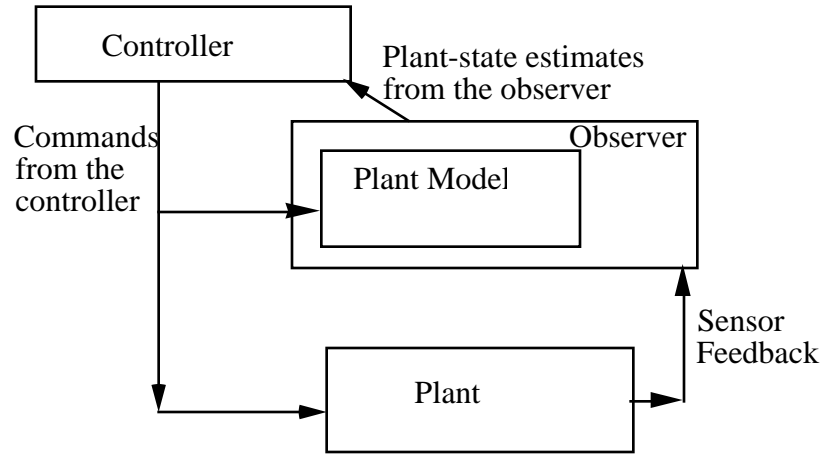 Controller
Plant-state estimates
from the observer
Commands
from the
controller
Observer
Plant Model
Sensor
Feedback
Plant